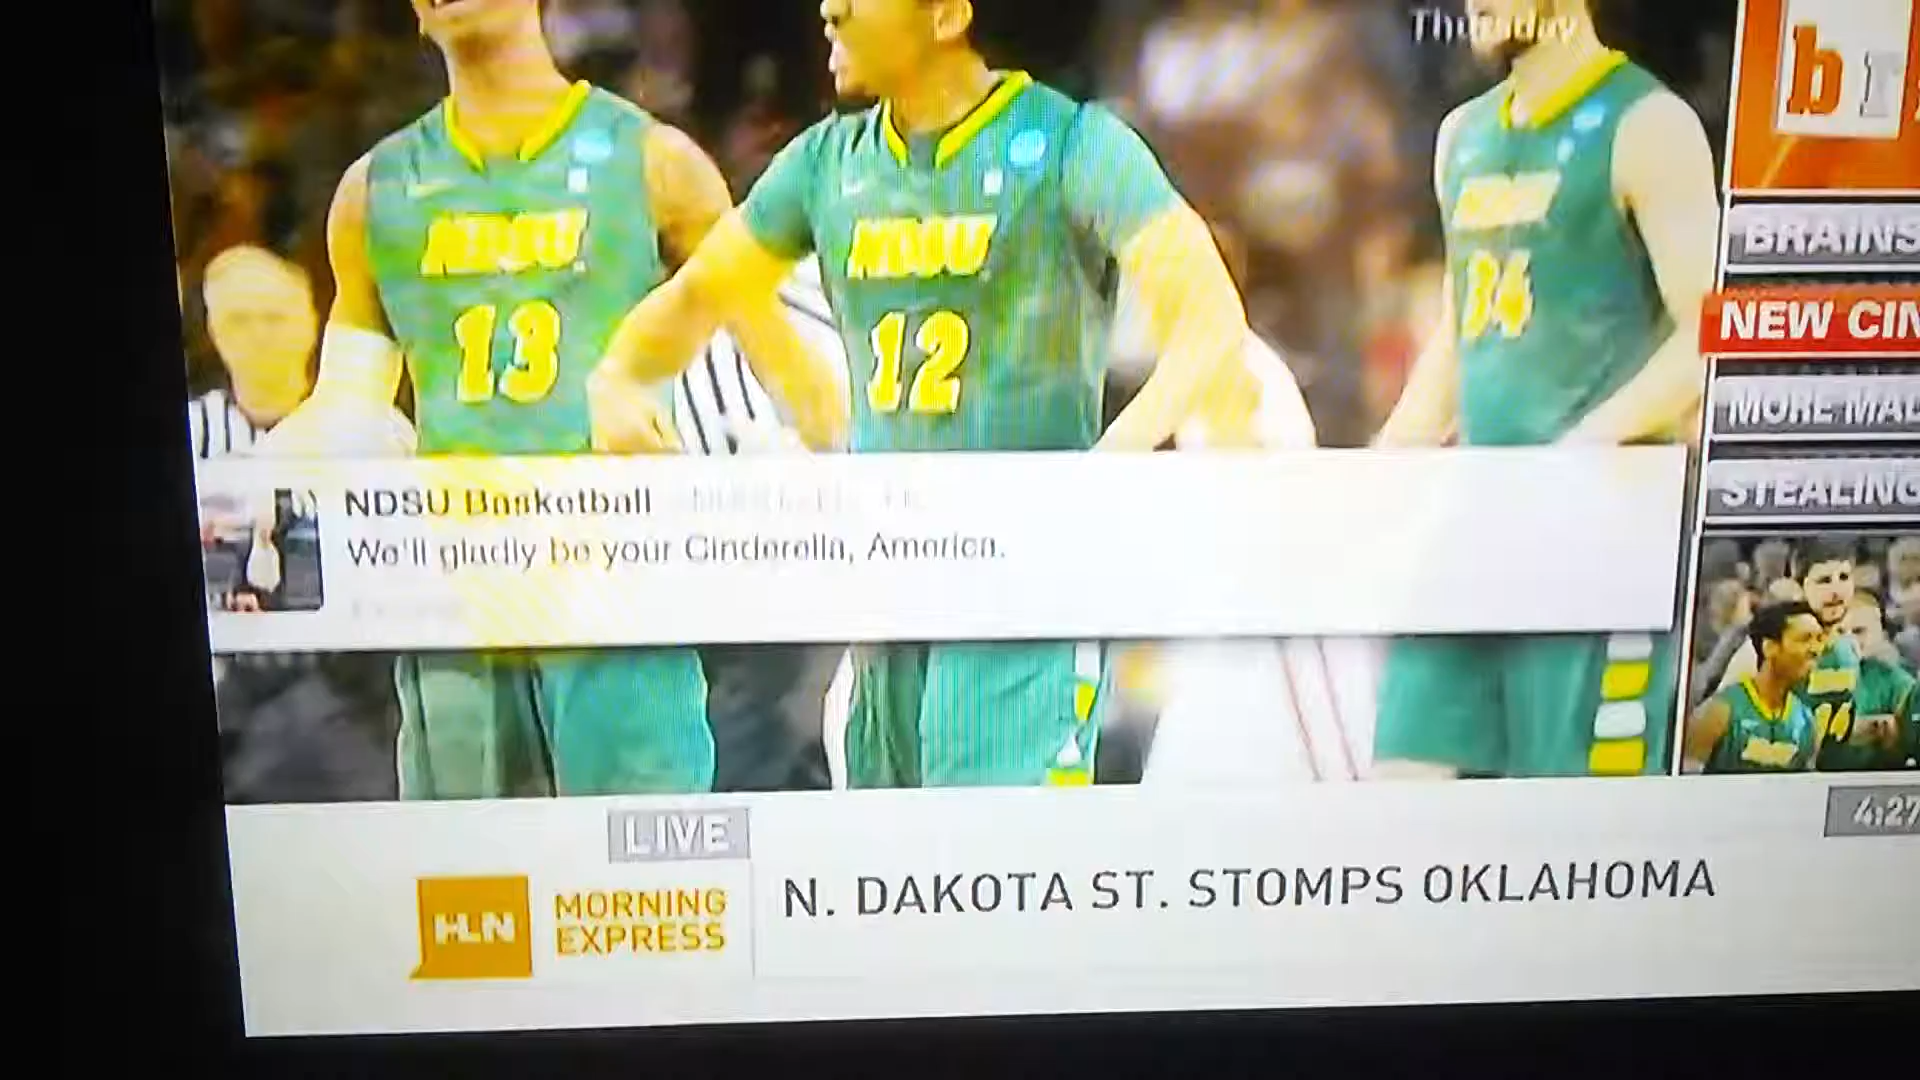 Thursday
NDSU
13
NDSU
12
34
br
BRAINS
NEW CIN
MORE MAD
STEALING
NDSU Basketball
We'll gladly be your Cinderella, America.
LIVE
4:27
HLN
MORNING
EXPRESS
N. DAKOTA ST. STOMPS OKLAHOMA